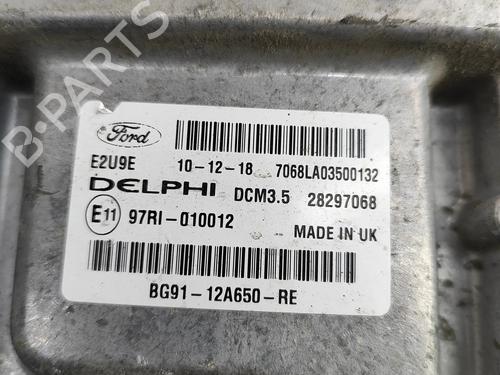 B-PARTS
Ford
E2U9E 10-12-18 7068LA03500132
DELPHI DCM3.5 28297068
E11 97RI-010012 MADE IN UK
BG91-12A650-RE